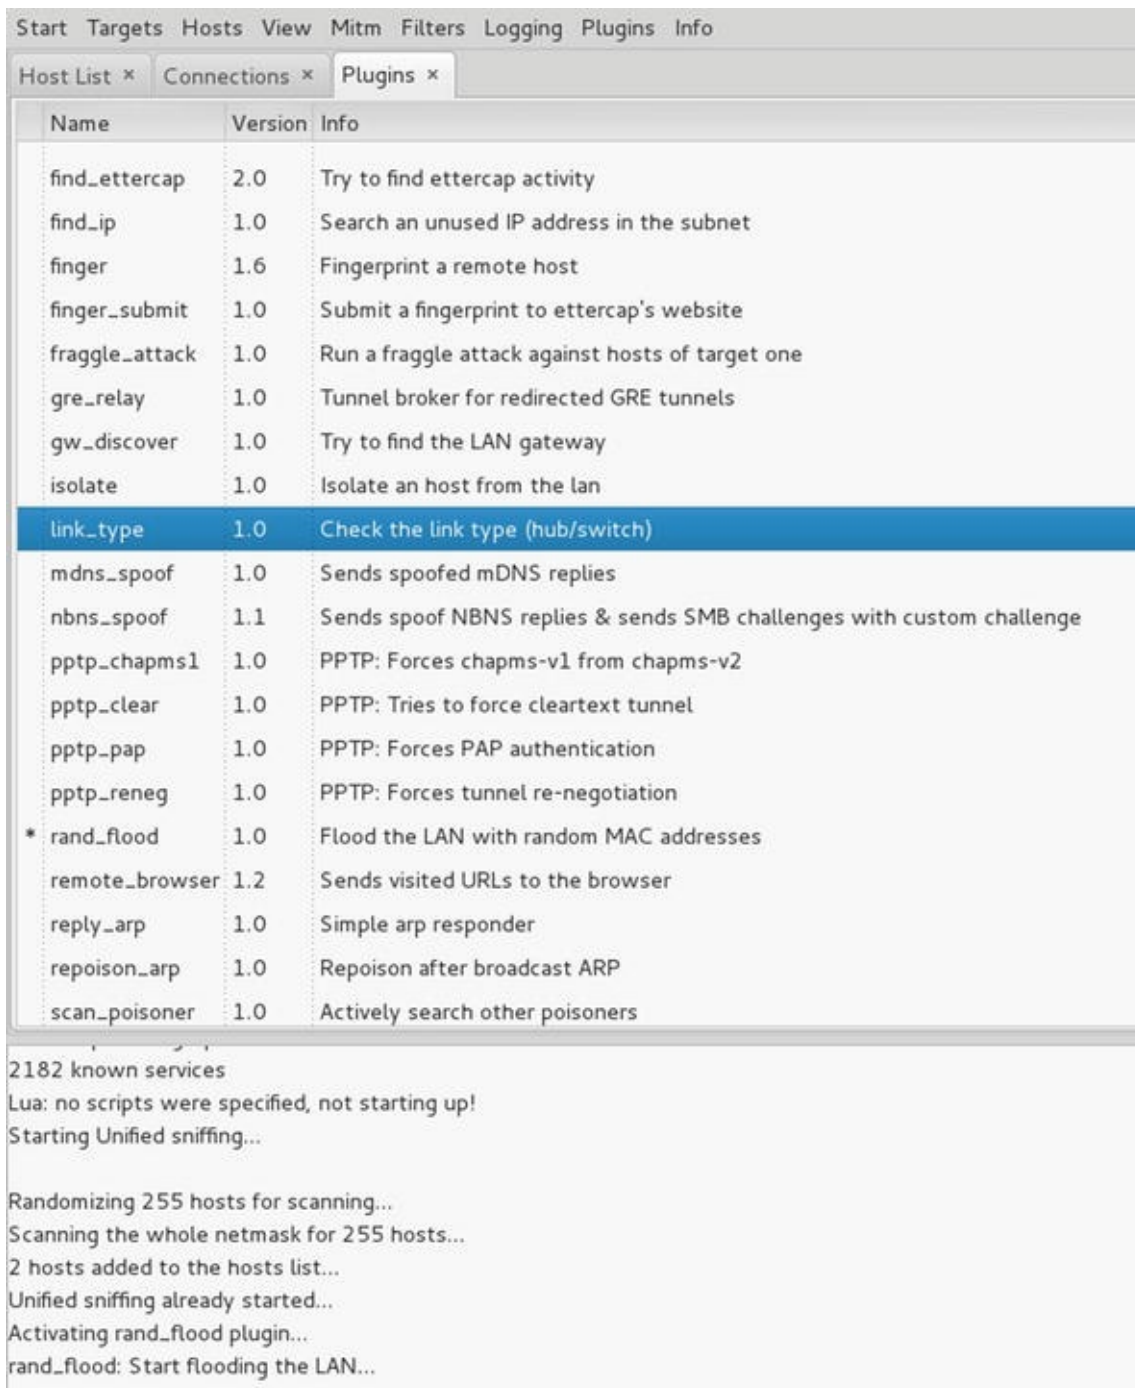 Start Targets Hosts View Mitm Filters Logging Plugins Info
Host List × Connections × Plugins ×
Name Version Info
find_ettercap 2.0 Try to find ettercap activity
find_ip 1.0 Search an unused IP address in the subnet
finger 1.6 Fingerprint a remote host
finger_submit 1.0 Submit a fingerprint to ettercap's website
fraggle_attack 1.0 Run a fraggle attack against hosts of target one
gre_relay 1.0 Tunnel broker for redirected GRE tunnels
gw_discover 1.0 Try to find the LAN gateway
isolate 1.0 Isolate an host from the lan
link_type 1.0 Check the link type (hub/switch)
mdns_spoof 1.0 Sends spoofed mDNS replies
nbns_spoof 1.1 Sends spoof NBNS replies & sends SMB challenges with custom challenge
pptp_chapms1 1.0 PPTP: Forces chapms-v1 from chapms-v2
pptp_clear 1.0 PPTP: Tries to force cleartext tunnel
pptp_pap 1.0 PPTP: Forces PAP authentication
pptp_reneg 1.0 PPTP: Forces tunnel re-negotiation
* rand_flood 1.0 Flood the LAN with random MAC addresses
remote_browser 1.2 Sends visited URLs to the browser
reply_arp 1.0 Simple arp responder
repoison_arp 1.0 Repoison after broadcast ARP
scan_poisoner 1.0 Actively search other poisoners
2182 known services
Lua: no scripts were specified, not starting up!
Starting Unified sniffing...
Randomizing 255 hosts for scanning...
Scanning the whole netmask for 255 hosts...
2 hosts added to the hosts list...
Unified sniffing already started...
Activating rand_flood plugin...
rand_flood: Start flooding the LAN...